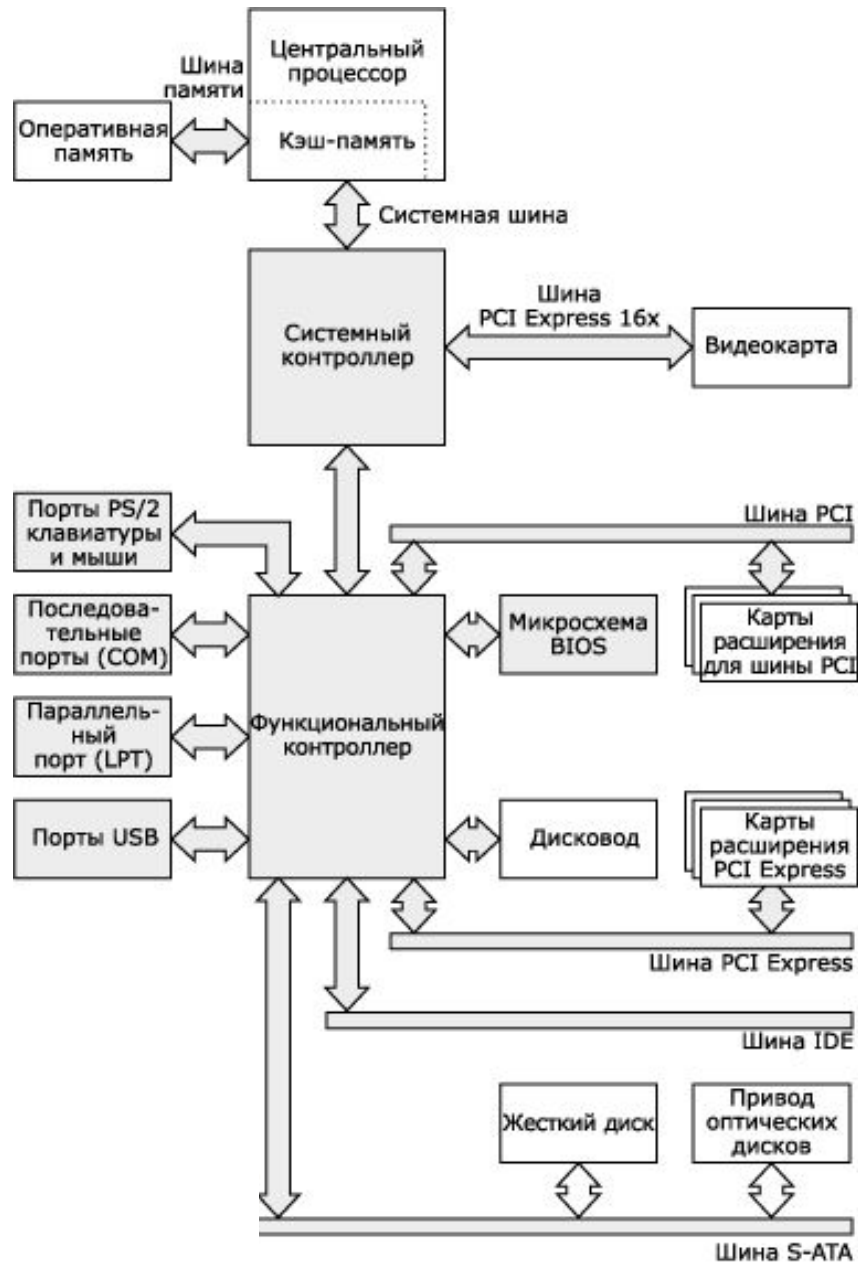 Центральный
процессор
Шина
памяти
Оперативная
память
Кэш-память
Системная шина
Системный
контроллер
Шина
PCI Express 16x
Видеокарта
Порты PS/2
клавиатуры
и мыши
Шина PCI
Последова-
тельные
порты (COM)
Микросхема
BIOS
Карты
расширения
для шины PCI
Параллель-
ный
порт (LPT)
Функциональный
контроллер
Порты USB
Дисковод
Карты
расширения
PCI Express
Шина PCI Express
Шина IDE
Жесткий диск
Привод
оптических
дисков
Шина S-ATA